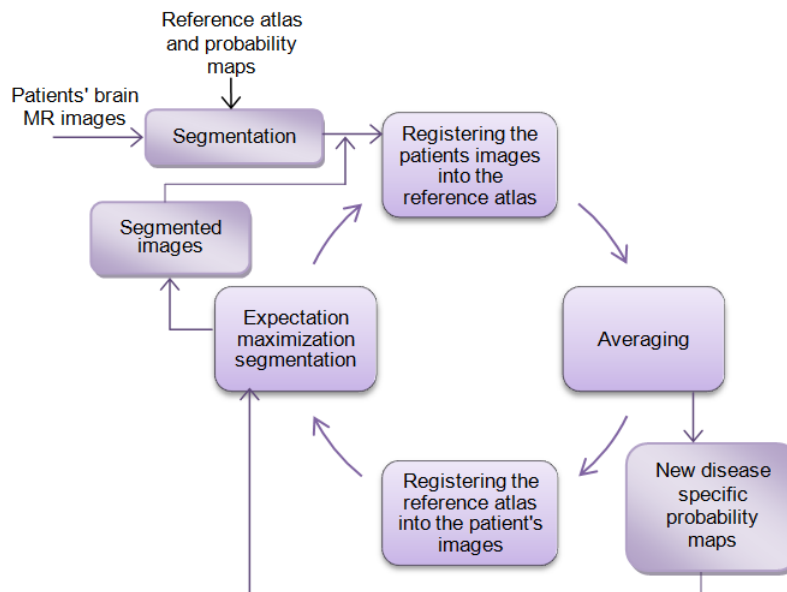 Reference atlas
and probability
maps
Patients' brain
MR images
Segmentation
Registering the
patients images
into the
reference atlas
Segmented
images
Expectation
maximization
segmentation
Averaging
Registering the
reference atlas
into the patient's
images
New disease
specific
probability
maps